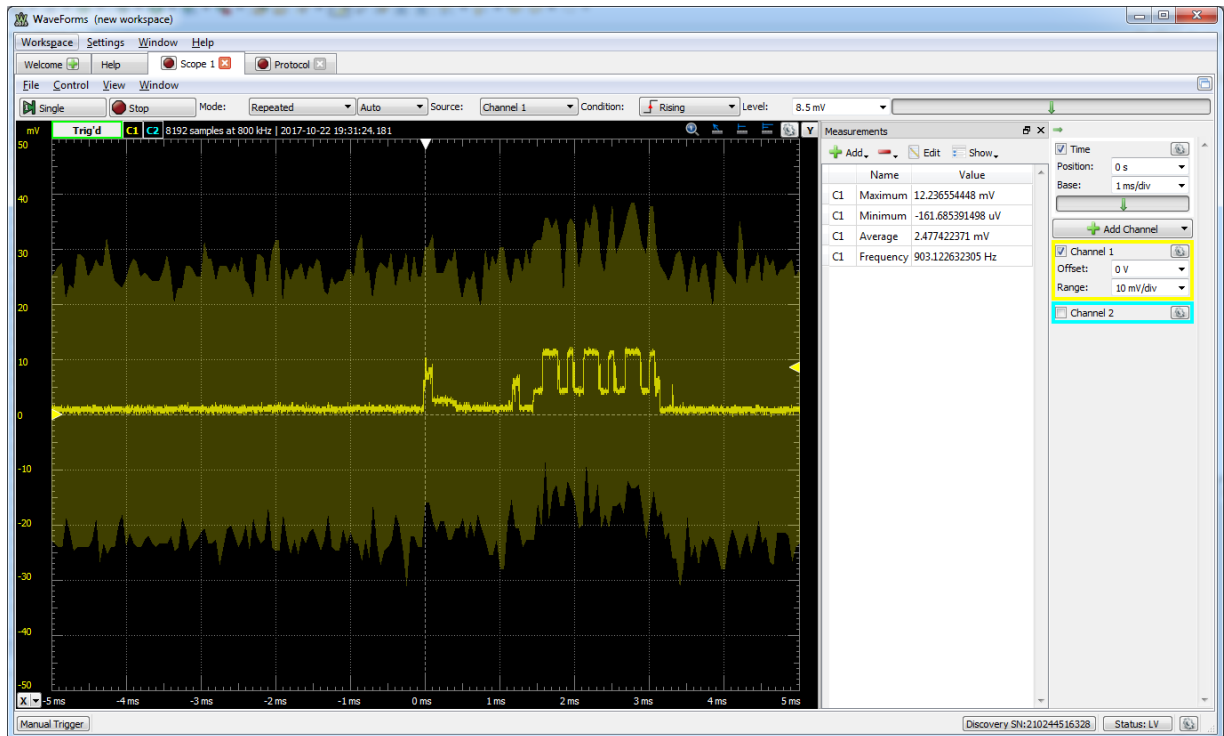 WaveForms (new workspace)
Workspace Settings Window Help
Welcome Help Scope 1 Protocol
File Control View Window
Single Stop Mode: Repeated Auto Source: Channel 1 Condition: Rising Level: 8.5 mV
mV Trig'd C1 C2 8192 samples at 800 kHz | 2017-10-22 19:31:24.181 Y
50
40
30
20
10
0
-10
-20
-30
-40
-50
X -5 ms -4 ms -3 ms -2 ms -1 ms 0 ms 1 ms 2 ms 3 ms 4 ms 5 ms
Measurements
Add Edit Show
Name Value
C1 Maximum 12.236554448 mV
C1 Minimum -161.685391498 uV
C1 Average 2.477422371 mV
C1 Frequency 903.122632305 Hz
Time
Position: 0 s
Base: 1 ms/div
Add Channel
Channel 1
Offset: 0 V
Range: 10 mV/div
Channel 2
Manual Trigger Discovery SN:210244516328 Status: LV